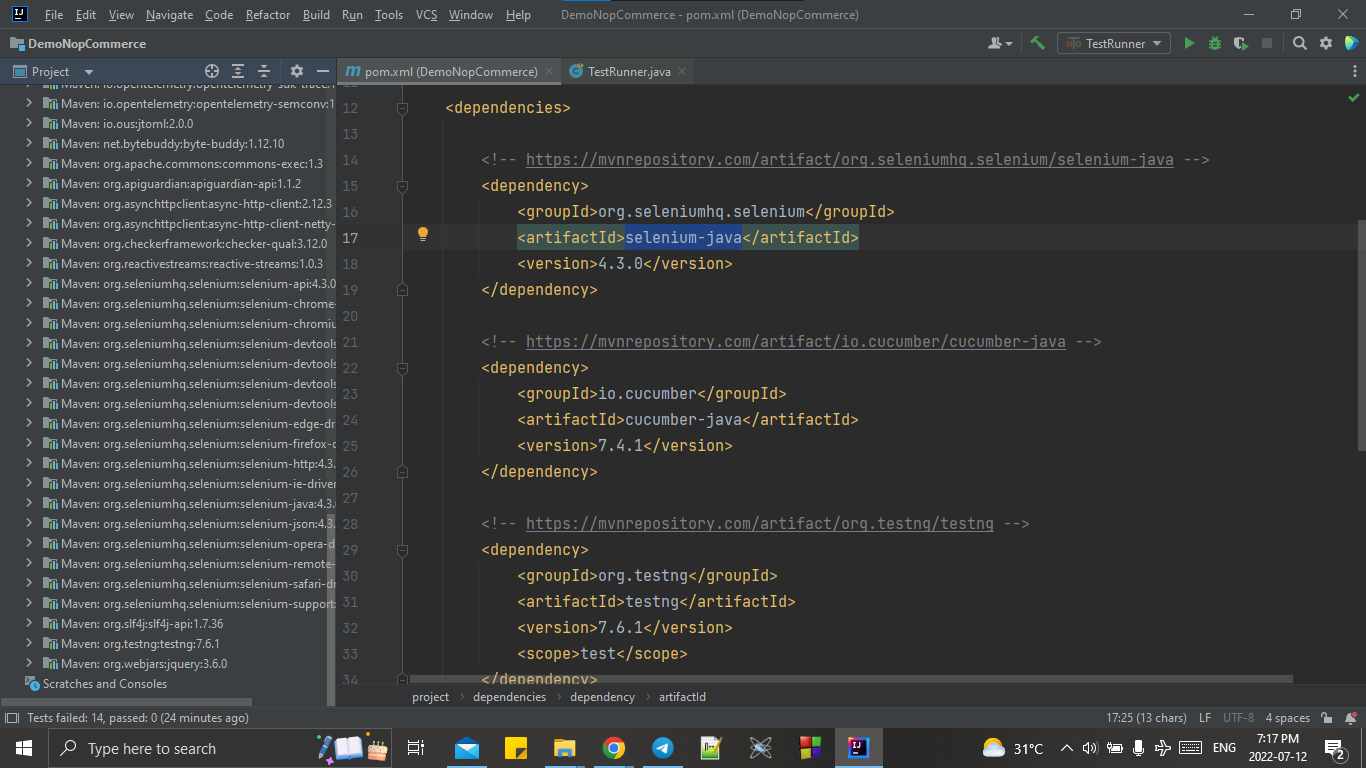 File Edit View Navigate Code Refactor Build Run Tools VCS Window Help DemoNopCommerce - pom.xml (DemoNopCommerce)
DemoNopCommerce
TestRunner
Project
pom.xml (DemoNopCommerce)
TestRunner.java
Maven: io.opentelemetry:opentelemetry-sdk-trace:1
Maven: io.opentelemetry:opentelemetry-semconv:1
Maven: io.ous:jtoml:2.0.0
Maven: net.bytebuddy:byte-buddy:1.12.10
Maven: org.apache.commons:commons-exec:1.3
Maven: org.apiguardian:apiguardian-api:1.1.2
Maven: org.asynchttpclient:async-http-client:2.12.3
Maven: org.asynchttpclient:async-http-client-netty-
Maven: org.checkerframework:checker-qual:3.12.0
Maven: org.reactivestreams:reactive-streams:1.0.3
Maven: org.seleniumhq.selenium:selenium-api:4.3.0
Maven: org.seleniumhq.selenium:selenium-chrome-
Maven: org.seleniumhq.selenium:selenium-chromiu
Maven: org.seleniumhq.selenium:selenium-devtools
Maven: org.seleniumhq.selenium:selenium-devtools
Maven: org.seleniumhq.selenium:selenium-devtools
Maven: org.seleniumhq.selenium:selenium-devtools
Maven: org.seleniumhq.selenium:selenium-edge-dr
Maven: org.seleniumhq.selenium:selenium-firefox-d
Maven: org.seleniumhq.selenium:selenium-http:4.3.
Maven: org.seleniumhq.selenium:selenium-ie-driver
Maven: org.seleniumhq.selenium:selenium-java:4.3.
Maven: org.seleniumhq.selenium:selenium-json:4.3.
Maven: org.seleniumhq.selenium:selenium-opera-d
Maven: org.seleniumhq.selenium:selenium-remote-
Maven: org.seleniumhq.selenium:selenium-safari-dr
Maven: org.seleniumhq.selenium:selenium-support:
Maven: org.slf4j:slf4j-api:1.7.36
Maven: org.testng:testng:7.6.1
Maven: org.webjars:jquery:3.6.0
Scratches and Consoles
11
12 <dependencies>
13
14 <!-- https://mvnrepository.com/artifact/org.seleniumhq.selenium/selenium-java -->
15 <dependency>
16 <groupId>org.seleniumhq.selenium</groupId>
17 <artifactId>selenium-java</artifactId>
18 <version>4.3.0</version>
19 </dependency>
20
21 <!-- https://mvnrepository.com/artifact/io.cucumber/cucumber-java -->
22 <dependency>
23 <groupId>io.cucumber</groupId>
24 <artifactId>cucumber-java</artifactId>
25 <version>7.4.1</version>
26 </dependency>
27
28 <!-- https://mvnrepository.com/artifact/org.testng/testng -->
29 <dependency>
30 <groupId>org.testng</groupId>
31 <artifactId>testng</artifactId>
32 <version>7.6.1</version>
33 <scope>test</scope>
34 </dependency>
project dependencies dependency artifactId
Tests failed: 14, passed: 0 (24 minutes ago)
17:25 (13 chars) LF UTF-8 4 spaces
Type here to search
31°C
ENG
7:17 PM
2022-07-12
2